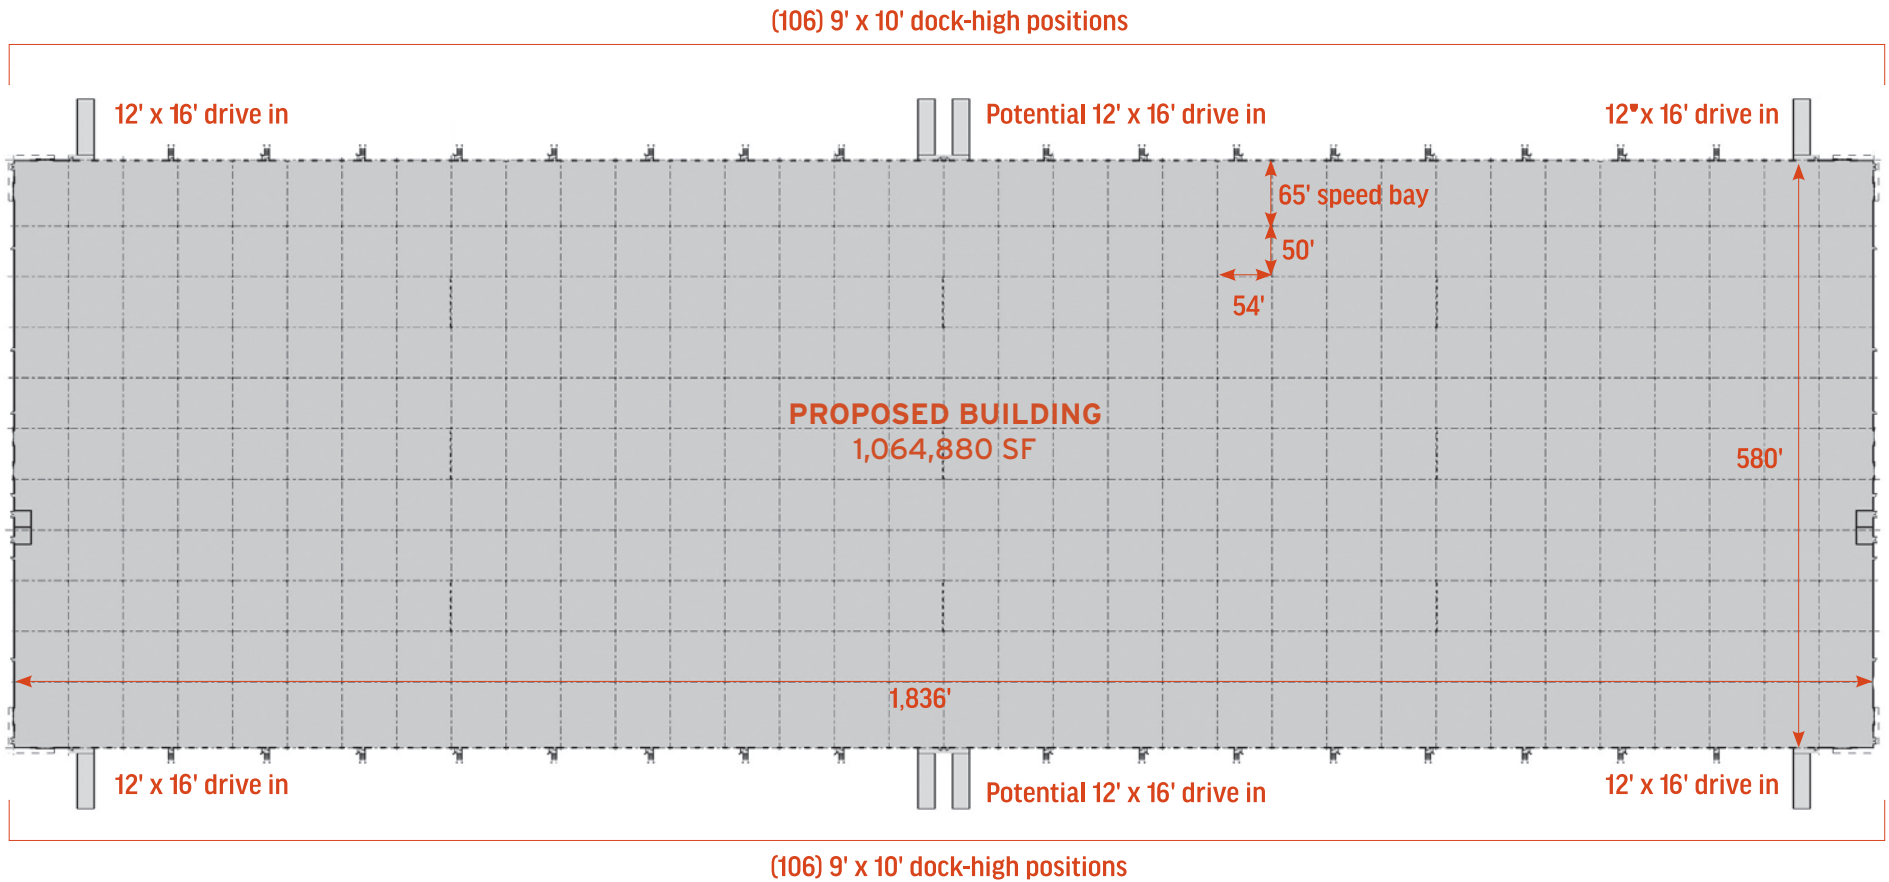 (106) 9' x 10' dock-high positions
12' x 16' drive in
Potential 12' x 16' drive in
12'x 16' drive in
65' speed bay
50'
54'
PROPOSED BUILDING
1,064,880 SF
580'
1,836'
12' x 16' drive in
Potential 12' x 16' drive in
12' x 16' drive in
(106) 9' x 10' dock-high positions